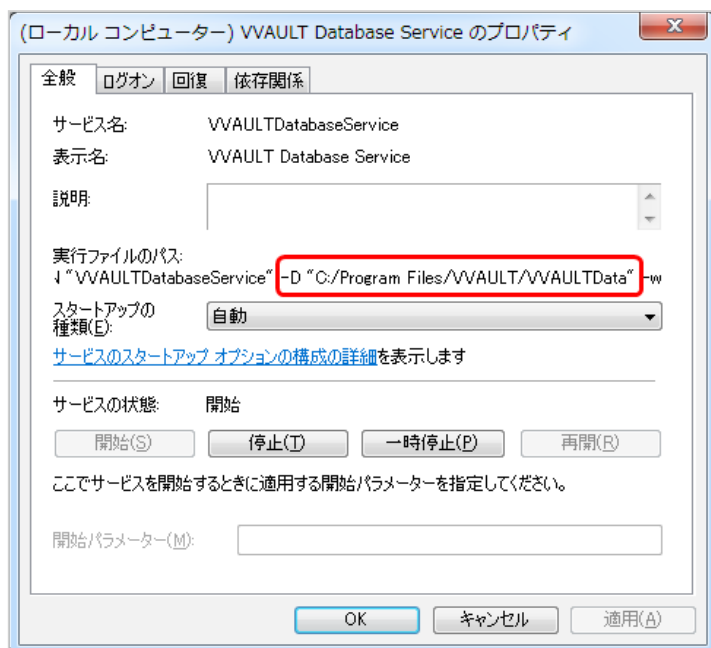 (ローカル コンピューター) VVAULT Database Service のプロパティ
全般 ログオン 回復 依存関係
サービス名: VVAULTDatabaseService
表示名: VVAULT Database Service
説明:
実行ファイルのパス:
"VVAULTDatabaseService" -D "C:/Program Files/VVAULT/VVAULTData" -w
スタートアップの
種類(E): 自動
サービスのスタートアップ オプションの構成の詳細を表示します
サービスの状態: 開始
開始(S) 停止(T) 一時停止(P) 再開(R)
ここでサービスを開始するときに適用する開始パラメーターを指定してください。
開始パラメーター(M):
OK キャンセル 適用(A)